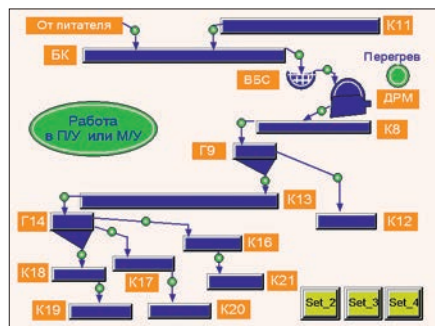 От питателя
К11
БК
ВБС
Перегрев
ДРМ
К8
Работа
в П/У или М/У
Г9
К13
Г14
К12
К16
К18
К17
К21
К19
К20
Set_2
Set_3
Set_4